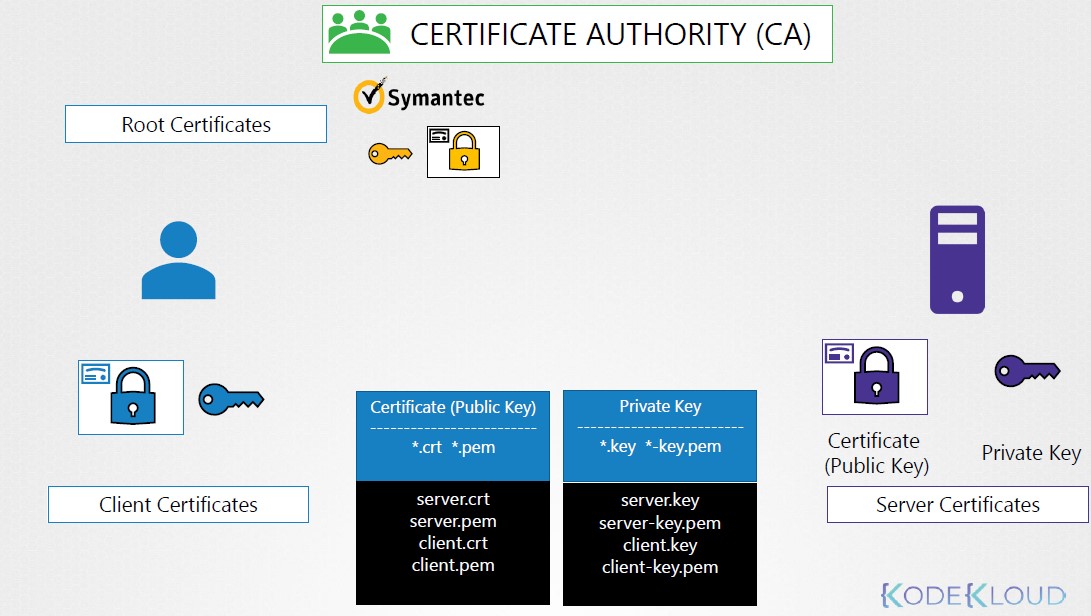 CERTIFICATE AUTHORITY (CA)
Symantec
Root Certificates
Certificate (Public Key)
-------------------------
*.crt *.pem
server.crt
server.pem
client.crt
client.pem
Private Key
-------------------------
*.key *-key.pem
server.key
server-key.pem
client.key
client-key.pem
Certificate
(Public Key)
Private Key
Client Certificates
Server Certificates
KODEKLOUD